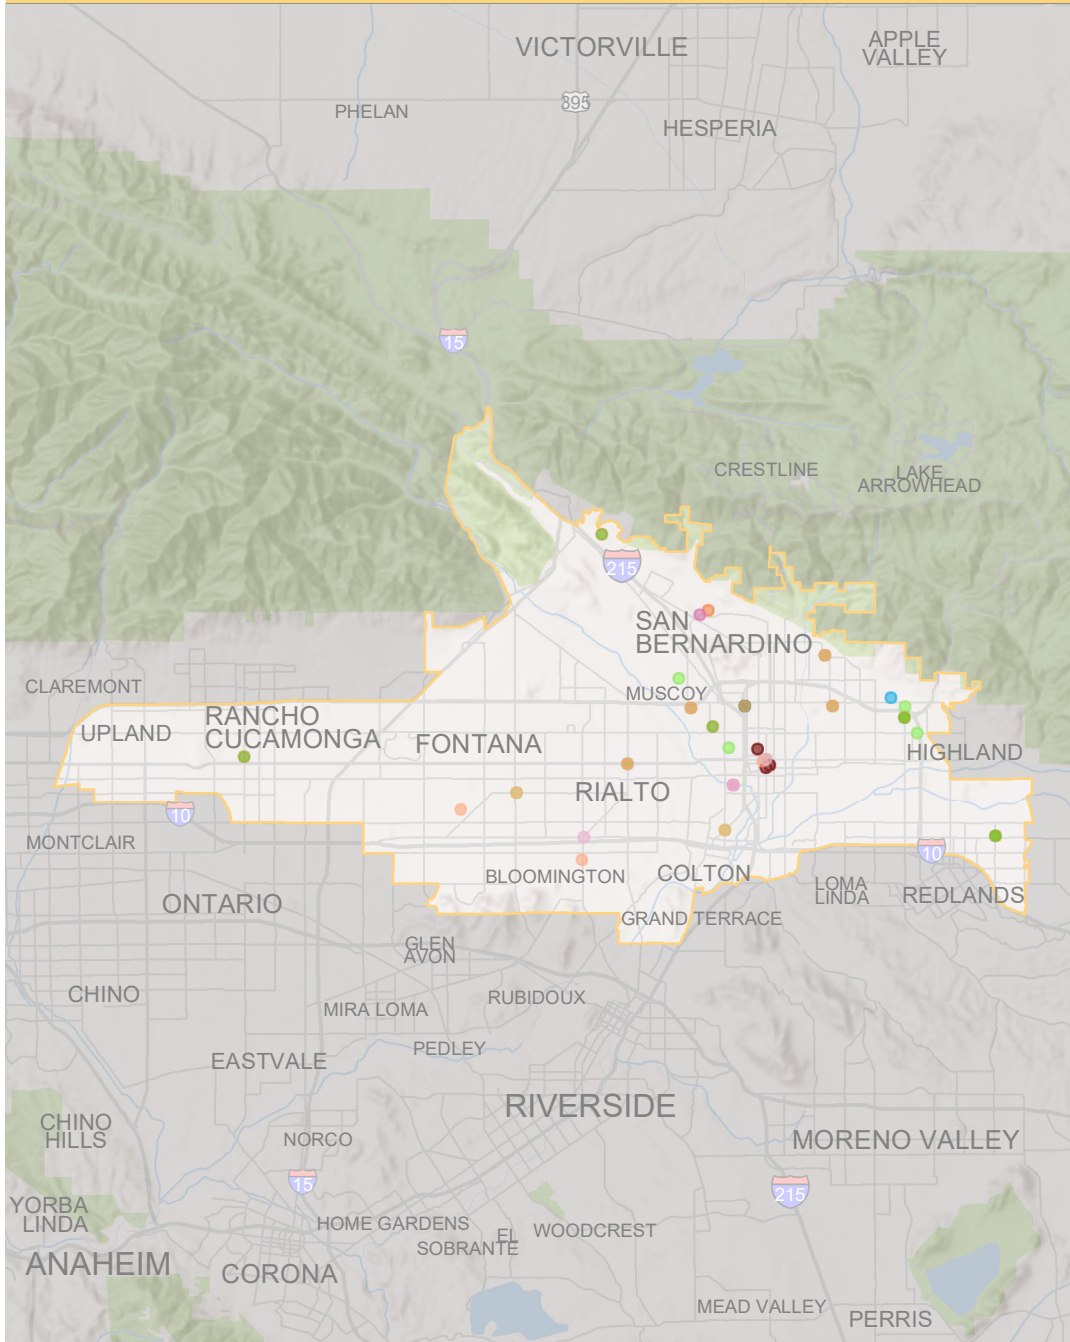 VICTORVILLE
APPLE
VALLEY
395
PHELAN
HESPERIA
15
CRESTLINE
LAKE
ARROWHEAD
215
SAN
BERNARDINO
CLAREMONT
MUSCOY
RANCHO
CUCAMONGA
UPLAND
FONTANA
HIGHLAND
RIALTO
10
MONTCLAIR
10
BLOOMINGTON
COLTON
LOMA
LINDA
REDLANDS
ONTARIO
GRAND TERRACE
GLEN
AVON
CHINO
RUBIDOUX
MIRA LOMA
PEDLEY
EASTVALE
RIVERSIDE
CHINO
HILLS
NORCO
MORENO VALLEY
15
215
YORBA
LINDA
HOME GARDENS
EL
SOBRANTE
WOODCREST
ANAHEIM
CORONA
MEAD VALLEY
PERRIS